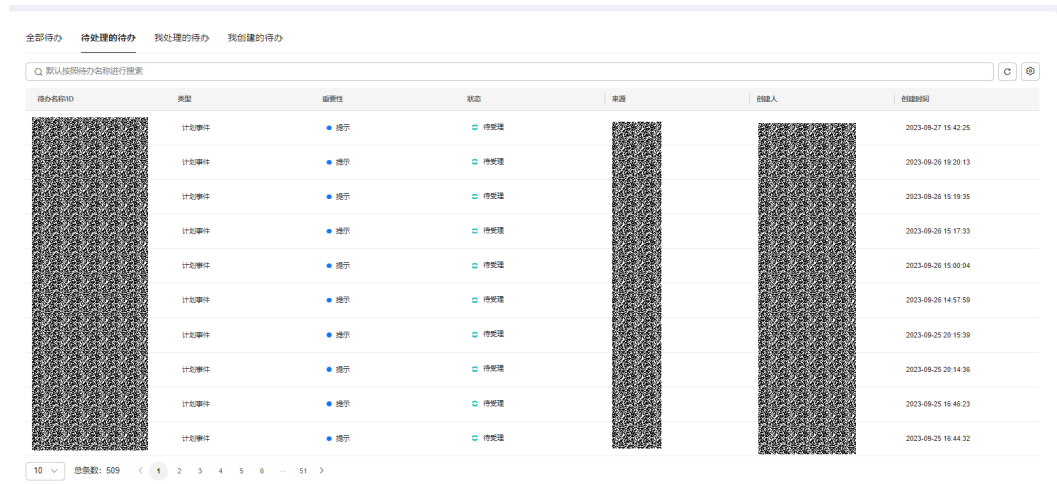 全部待办 待处理的待办 我处理的待办 我创建的待办
默认按照待办名称进行搜索
待办名称/ID 类型 重要性 状态 来源 创建人 创建时间
计划事件 提示 待受理 2023-09-27 15:42:25
计划事件 提示 待受理 2023-09-26 19:20:13
计划事件 提示 待受理 2023-09-26 15:19:35
计划事件 提示 待受理 2023-09-26 15:17:33
计划事件 提示 待受理 2023-09-26 15:00:04
计划事件 提示 待受理 2023-09-26 14:57:59
计划事件 提示 待受理 2023-09-25 20:15:39
计划事件 提示 待受理 2023-09-25 20:14:36
计划事件 提示 待受理 2023-09-25 16:46:23
计划事件 提示 待受理 2023-09-25 16:44:32
10 总条数: 509 < 1 2 3 4 5 6 ... 51 >